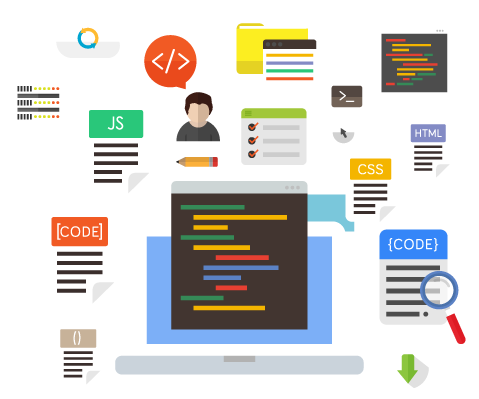 </>
>_
JS
HTML
CSS
[CODE]
{CODE}
()